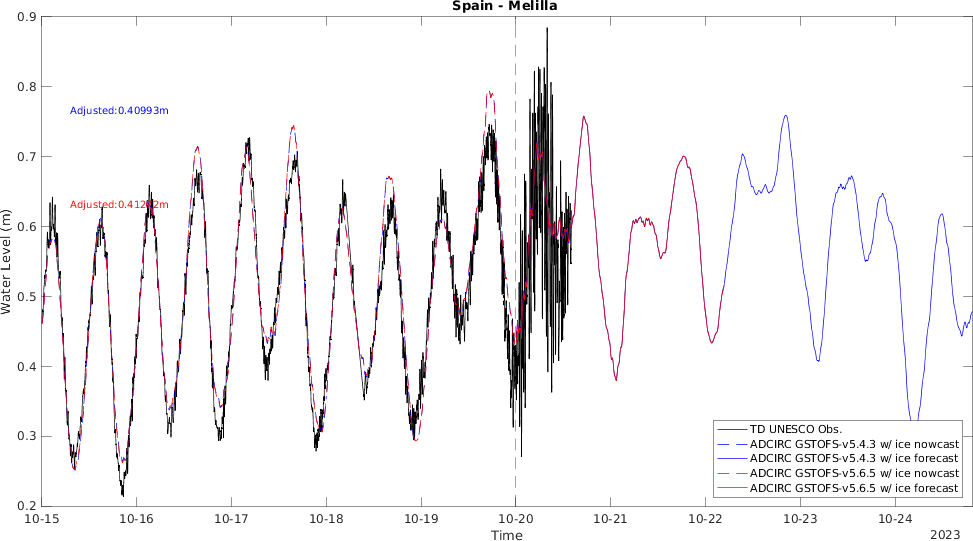 Spain - Melilla
0.9
0.8
0.7
0.6
0.5
0.4
0.3
0.2
Water Level (m)
Adjusted:0.40993m
10-15
10-16
10-17
10-18
10-19
10-20
10-21
10-22
10-23
10-24
Time
2023
TD UNESCO Obs.
ADCIRC GSTOFS-v5.4.3 w/ ice nowcast
ADCIRC GSTOFS-v5.4.3 w/ ice forecast
ADCIRC GSTOFS-v5.6.5 w/ ice nowcast
ADCIRC GSTOFS-v5.6.5 w/ ice forecast